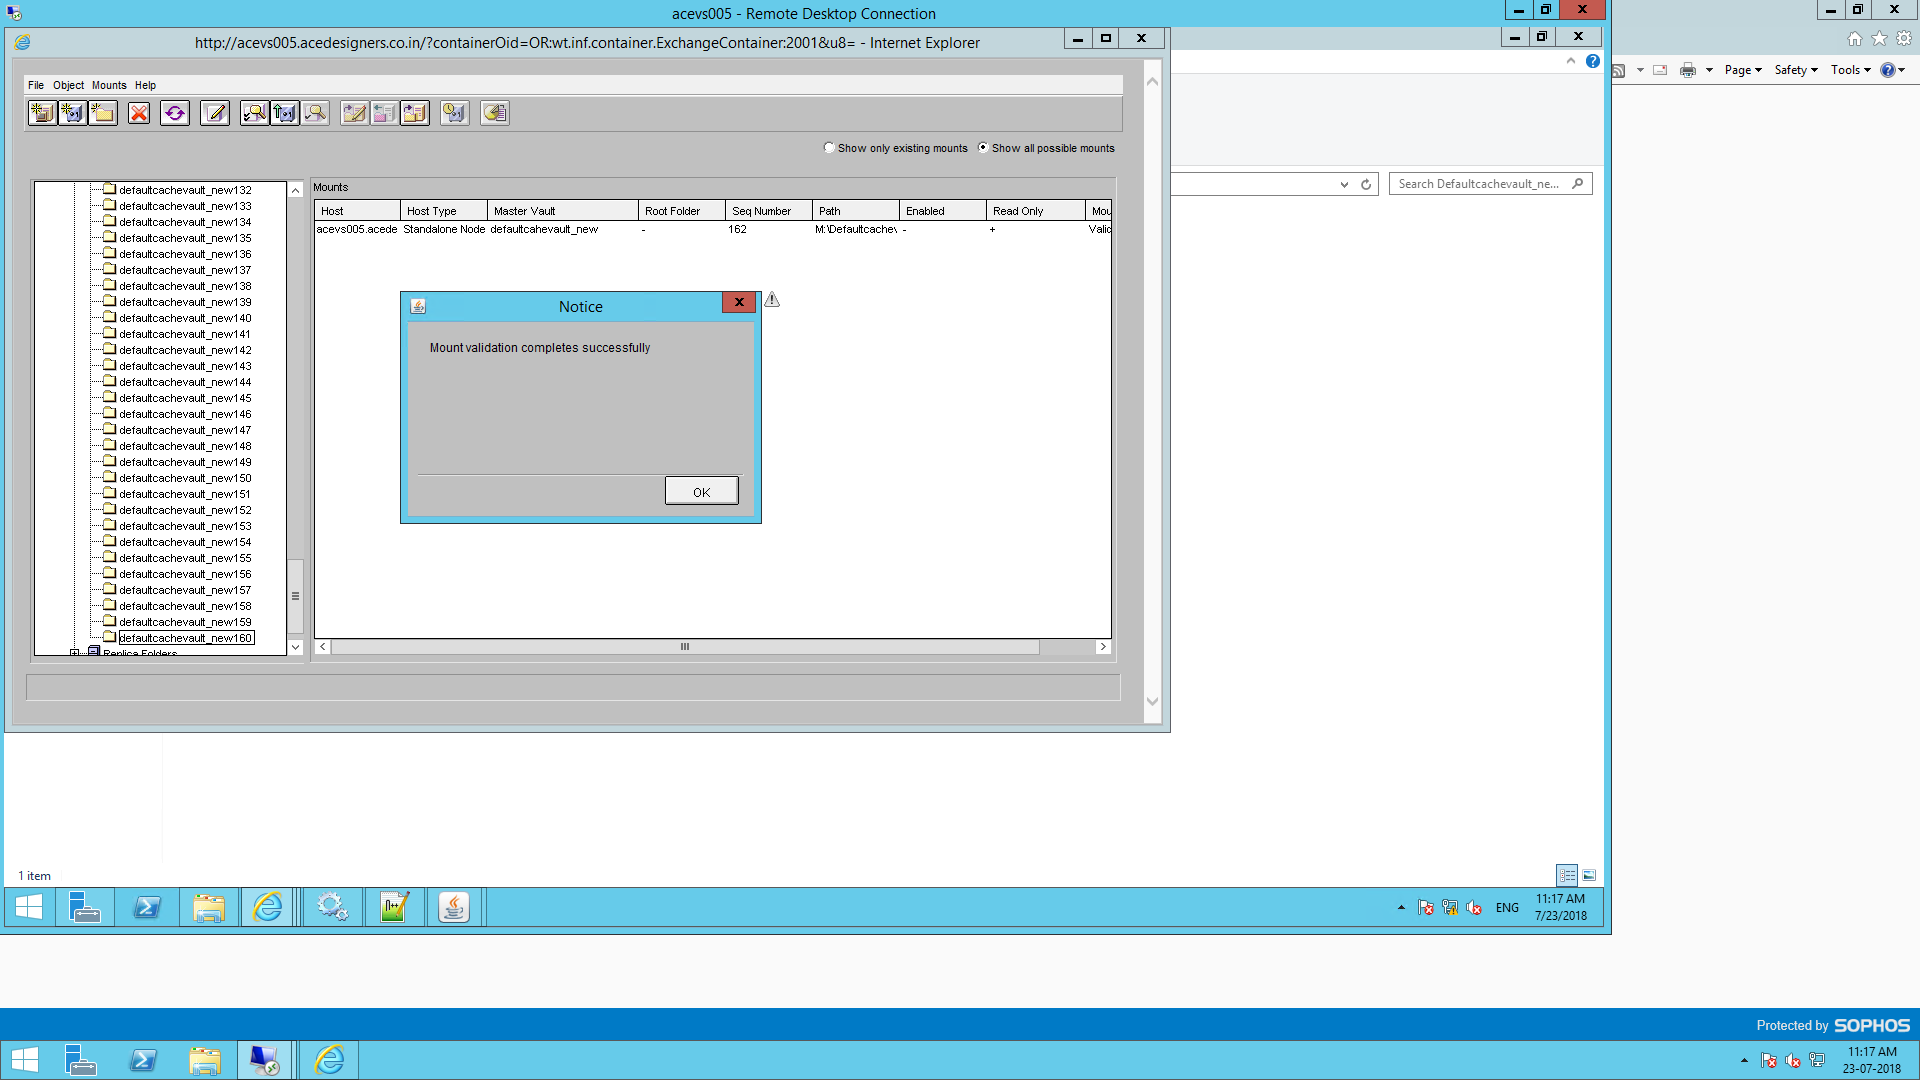 acevs005 - Remote Desktop Connection
http://acevs005.acedesigners.co.in/?containerOid=OR:wt.inf.container.ExchangeContainer:2001&u8= - Internet Explorer
File Object Mounts Help
Page Safety Tools
Show only existing mounts Show all possible mounts
Search Defaultcachevault_ne...
defaultcachevault_new132
defaultcachevault_new133
defaultcachevault_new134
defaultcachevault_new135
defaultcachevault_new136
defaultcachevault_new137
defaultcachevault_new138
defaultcachevault_new139
defaultcachevault_new140
defaultcachevault_new141
defaultcachevault_new142
defaultcachevault_new143
defaultcachevault_new144
defaultcachevault_new145
defaultcachevault_new146
defaultcachevault_new147
defaultcachevault_new148
defaultcachevault_new149
defaultcachevault_new150
defaultcachevault_new151
defaultcachevault_new152
defaultcachevault_new153
defaultcachevault_new154
defaultcachevault_new155
defaultcachevault_new156
defaultcachevault_new157
defaultcachevault_new158
defaultcachevault_new159
defaultcachevault_new160
Replica Folders
Mounts
Host Host Type Master Vault Root Folder Seq Number Path Enabled Read Only Mou
acevs005.acede Standalone Node defaultcahevault_new - 162 M:\Defaultcachev - + Valic
Notice
Mount validation completes successfully
OK
1 item
ENG
11:17 AM
7/23/2018
Protected by SOPHOS
11:17 AM
23-07-2018